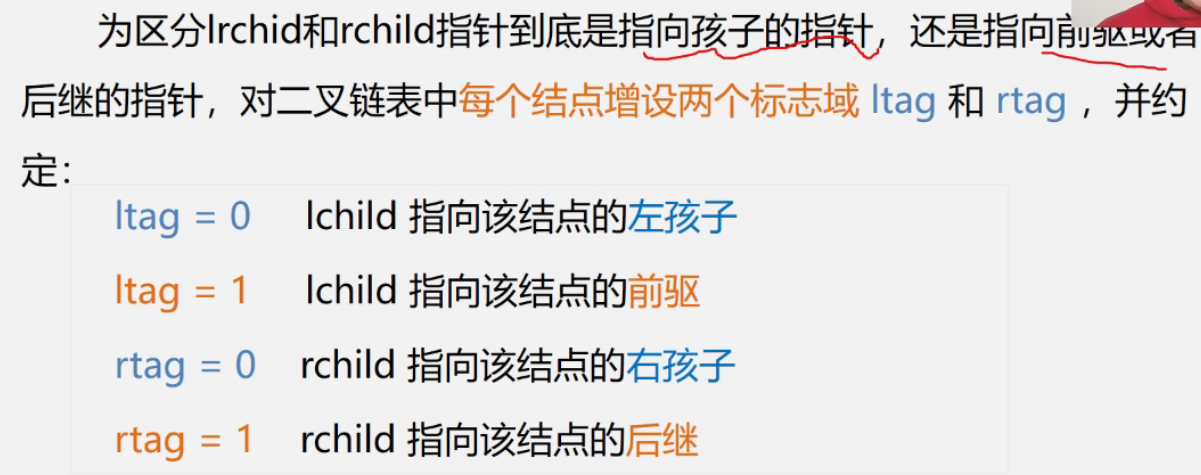 为区分lrchid和rchild指针到底是指向孩子的指针，还是指向前驱或者
后继的指针，对二叉链表中每个结点增设两个标志域 ltag 和 rtag ，并约
定：
ltag = 0 lchild 指向该结点的左孩子
ltag = 1 lchild 指向该结点的前驱
rtag = 0 rchild 指向该结点的右孩子
rtag = 1 rchild 指向该结点的后继